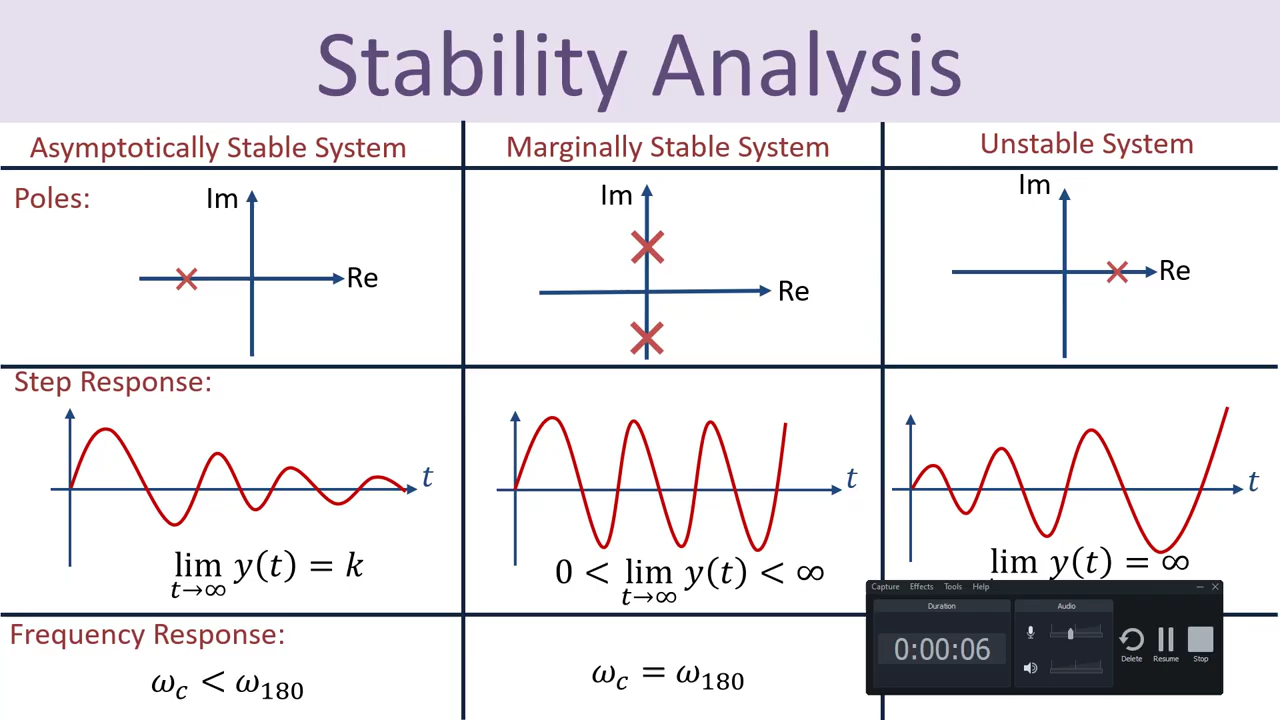 Stability Analysis
Asymptotically Stable System
Marginally Stable System
Unstable System
Poles:
Im
Re
Im
Re
Im
Re
Step Response:
t
t
t
lim y(t) = k
t→∞
0 < lim y(t) < ∞
t→∞
lim y(t) = ∞
Capture Effects Tools Help
Duration
Audio
0:00:06
Delete
Resume
Stop
Frequency Response:
ω_c < ω_180
ω_c = ω_180